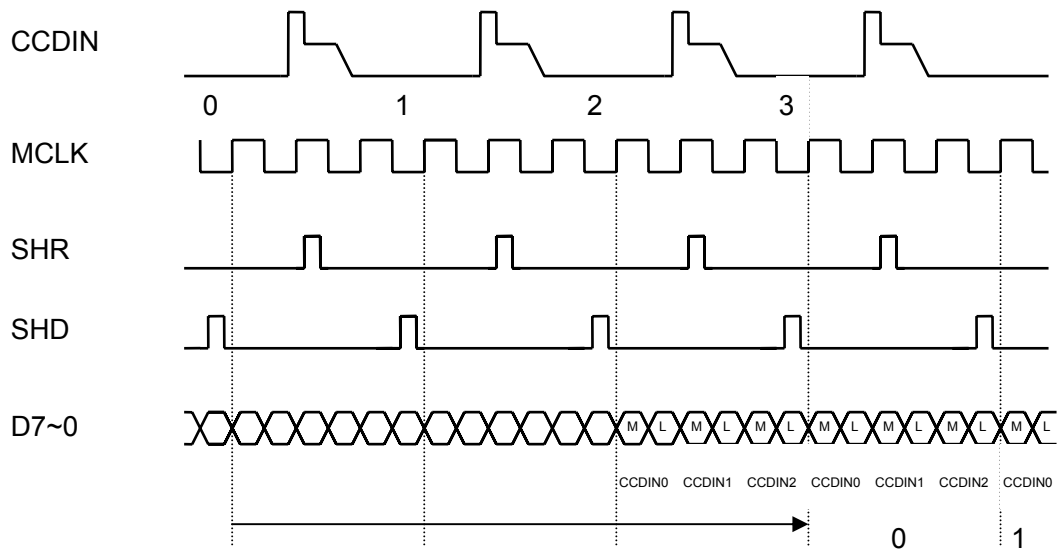 CCDIN
0 1 2 3
MCLK
SHR
SHD
D7~0
M L M L M L M L M L M L M L
CCDIN0 CCDIN1 CCDIN2 CCDIN0 CCDIN1 CCDIN2 CCDIN0
0 1